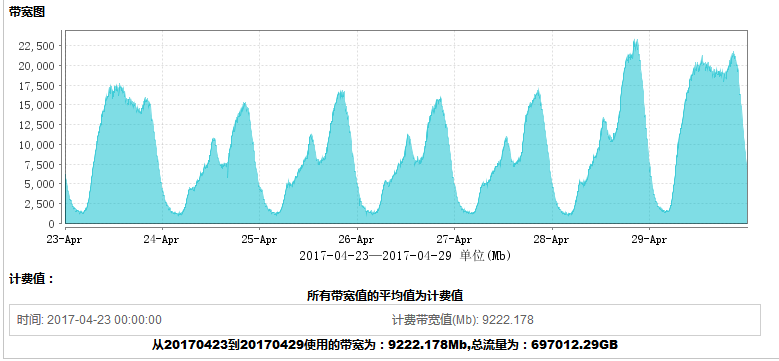 带宽图
22,500
20,000
17,500
15,000
12,500
10,000
7,500
5,000
2,500
0
23-Apr 24-Apr 25-Apr 26-Apr 27-Apr 28-Apr 29-Apr
2017-04-23—2017-04-29 单位(Mb)
计费值：
所有带宽值的平均值为计费值
时间: 2017-04-23 00:00:00 计费带宽值(Mb): 9222.178
从20170423到20170429使用的带宽为：9222.178Mb,总流量为：697012.29GB